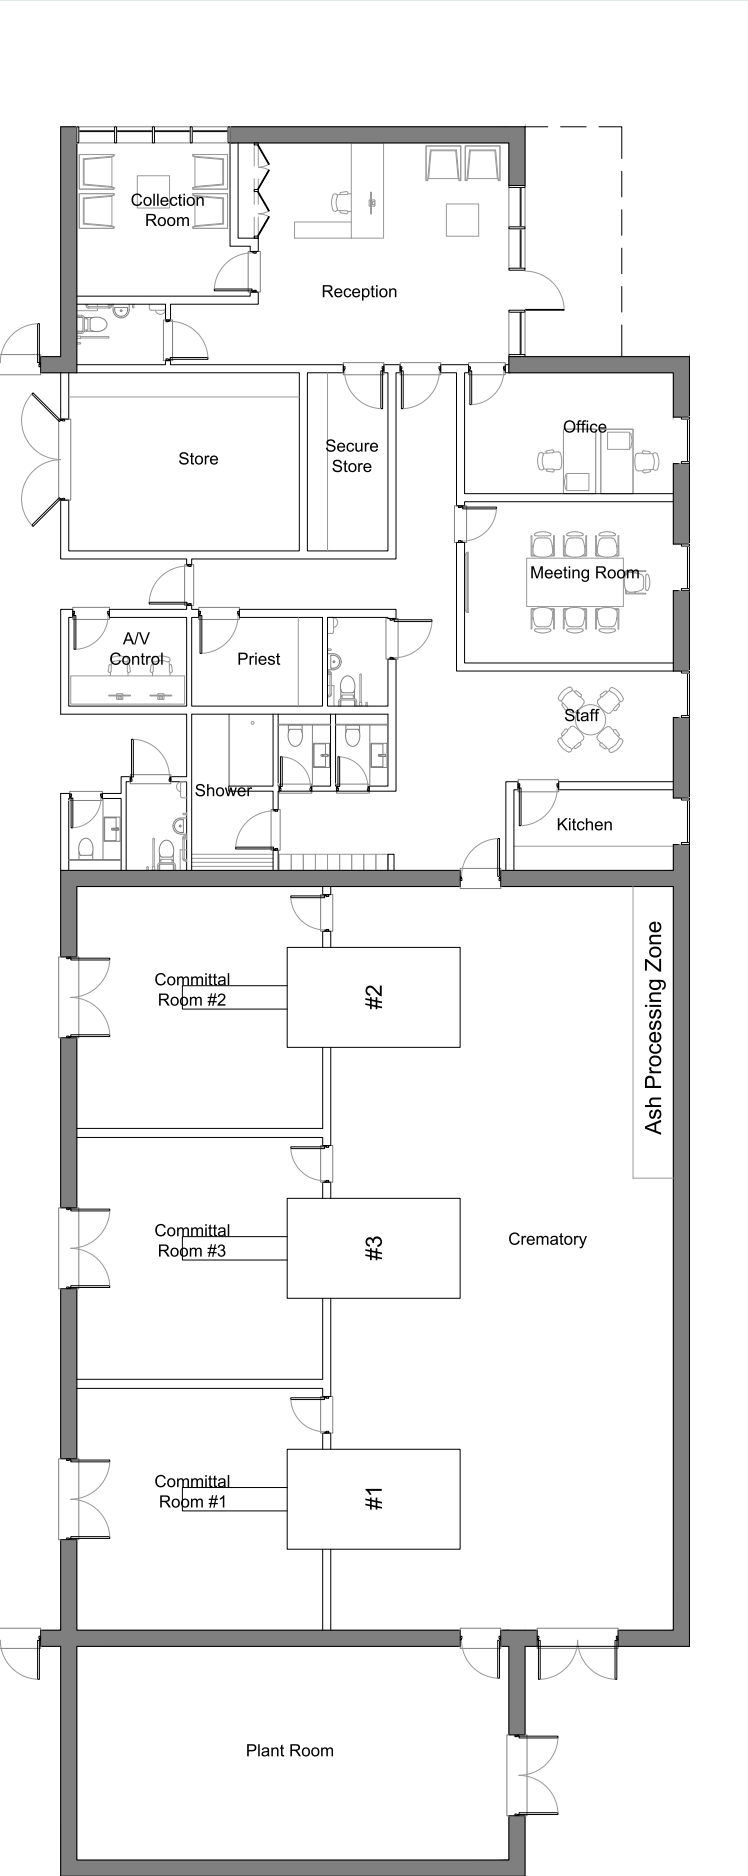 Collection
Room
Reception
Office
Store
Secure
Store
Meeting Room
A/V
Control
Priest
Staff
Shower
Kitchen
Committal
Room #2
#2
Ash Processing Zone
Committal
Room #3
#3
Crematory
Committal
Room #1
#1
Plant Room